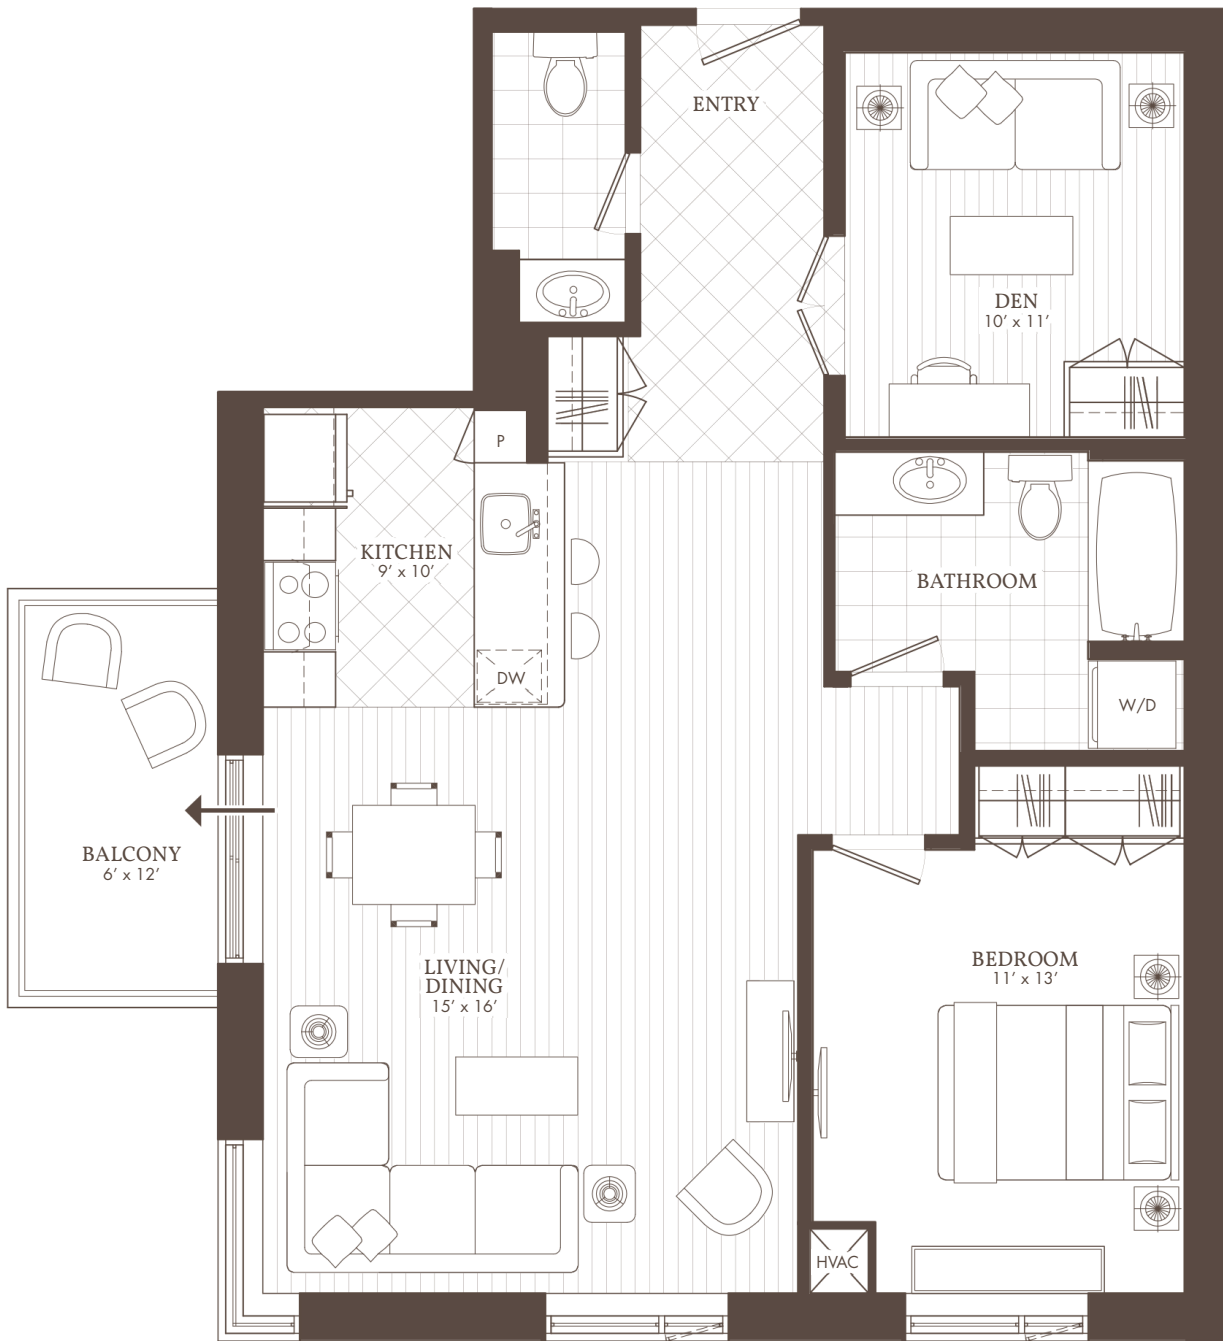 ENTRY
DEN
10’ x 11’
P
KITCHEN
9’ x 10’
BATHROOM
DW
W/D
BALCONY
6’ x 12’
LIVING/
DINING
15’ x 16’
BEDROOM
11’ x 13’
HVAC